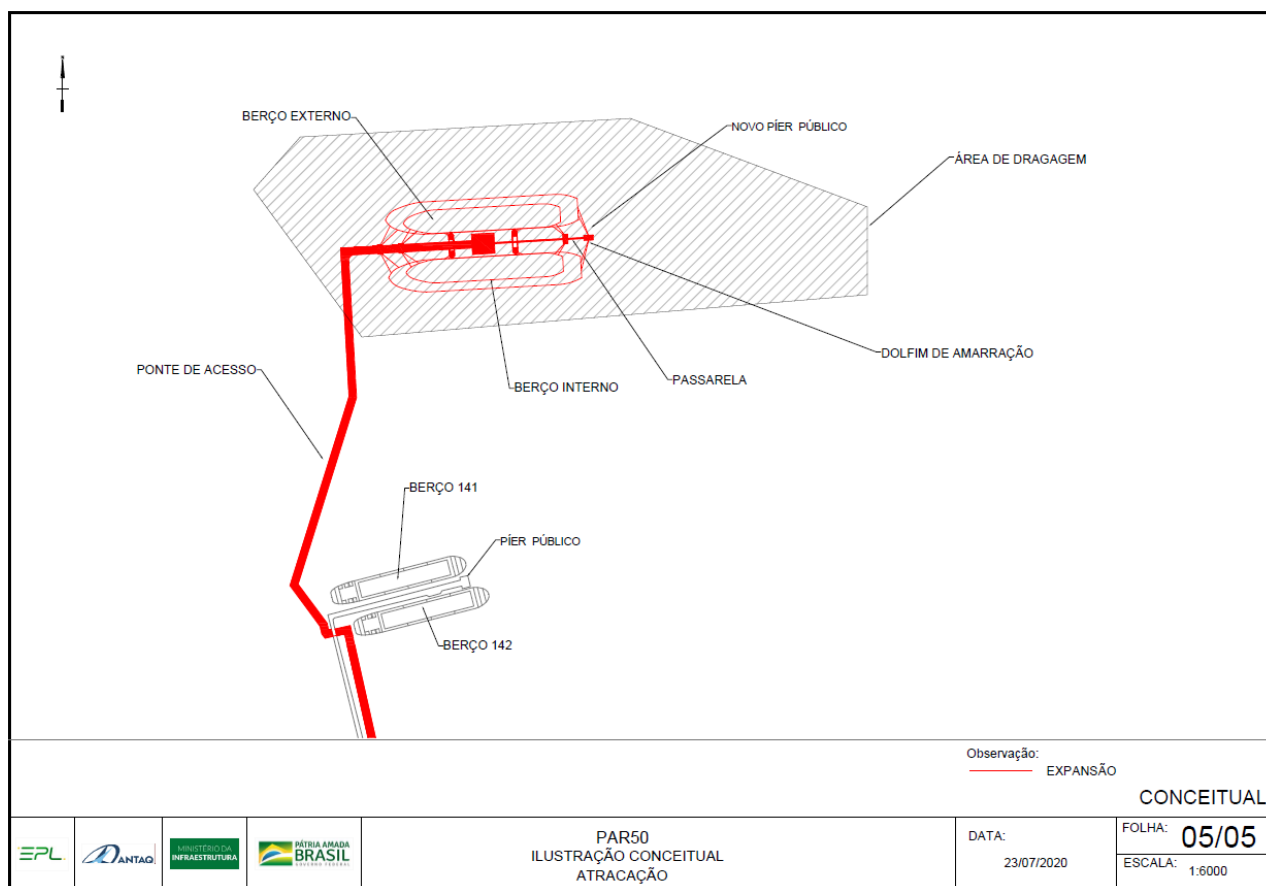 BERÇO EXTERNO
NOVO PÍER PÚBLICO
ÁREA DE DRAGAGEM
DOLFIM DE AMARRAÇÃO
PONTE DE ACESSO
PASSARELA
BERÇO INTERNO
BERÇO 141
PÍER PÚBLICO
BERÇO 142
Observação:
EXPANSÃO
CONCEITUAL
EPL
ANTAQ
MINISTÉRIO DA
INFRAESTRUTURA
PÁTRIA AMADA
BRASIL
GOVERNO FEDERAL
PAR50
ILUSTRAÇÃO CONCEITUAL
ATRACAÇÃO
DATA:
23/07/2020
FOLHA: 05/05
ESCALA: 1:6000